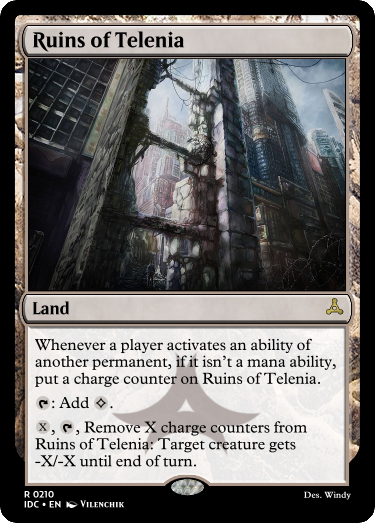 Ruins of Telenia
Land
Whenever a player activates an ability of
another permanent, if it isn't a mana ability,
put a charge counter on Ruins of Telenia.
: Add .
X, , Remove X charge counters from
Ruins of Telenia: Target creature gets
-X/-X until end of turn.
R 0210
IDC • EN VILENCHIK
Des. Windy